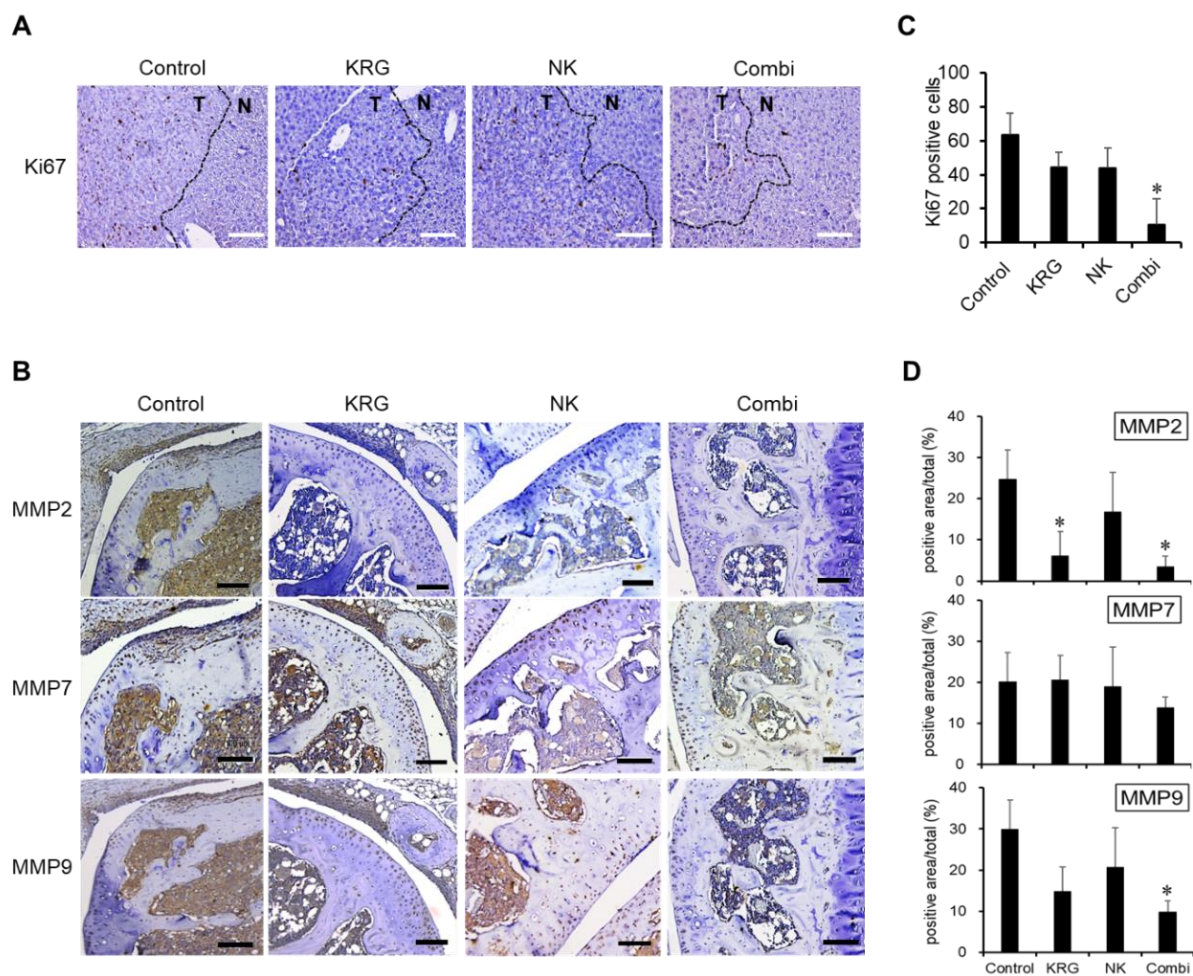 A
Control KRG NK Combi
Ki67
T N T N T N T N
C
Ki67 positive cells
100
80
60
40
20
0
*
Control KRG NK Combi
B
Control KRG NK Combi
MMP2
MMP7
MMP9
D
MMP2
positive area/total (%)
40
30
20
10
0
* *
MMP7
positive area/total (%)
40
30
20
10
0
MMP9
positive area/total (%)
40
30
20
10
0
*
Control KRG NK Combi